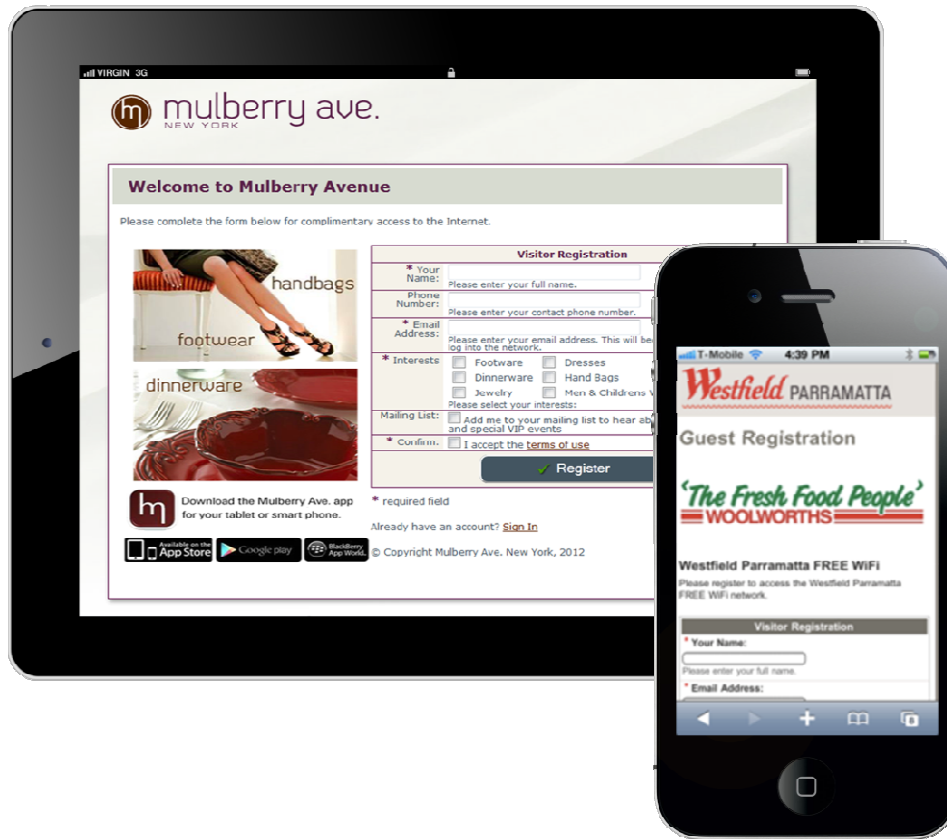 VIRGIN 3G
mulberry ave.
NEW YORK
Welcome to Mulberry Avenue
Please complete the form below for complimentary access to the Internet.
handbags
footwear
dinnerware
Download the Mulberry Ave. app
for your tablet or smart phone.
Available on the
App Store
Google play
BlackBerry
App World.
Visitor Registration
* Your
Name:
Please enter your full name.
Phone
Number:
Please enter your contact phone number.
* Email
Address:
Please enter your email address. This will be
log into the network.
* Interests
Footware
Dresses
Dinnerware
Hand Bags
Jewelry
Men & Childrens
Please select your interests:
Mailing List:
Add me to your mailing list to hear
and special VIP events
* Confirm:
I accept the terms of use
Register
* required field
Already have an account? Sign In
© Copyright Mulberry Ave. New York, 2012
T-Mobile 4:39 PM
Westfield PARRAMATTA
Guest Registration
'The Fresh Food People'
WOOLWORTHS
Westfield Parramatta FREE WiFi
Please register to access the Westfield Parramatta
FREE WiFi network.
Visitor Registration
* Your Name:
Please enter your full name.
* Email Address: